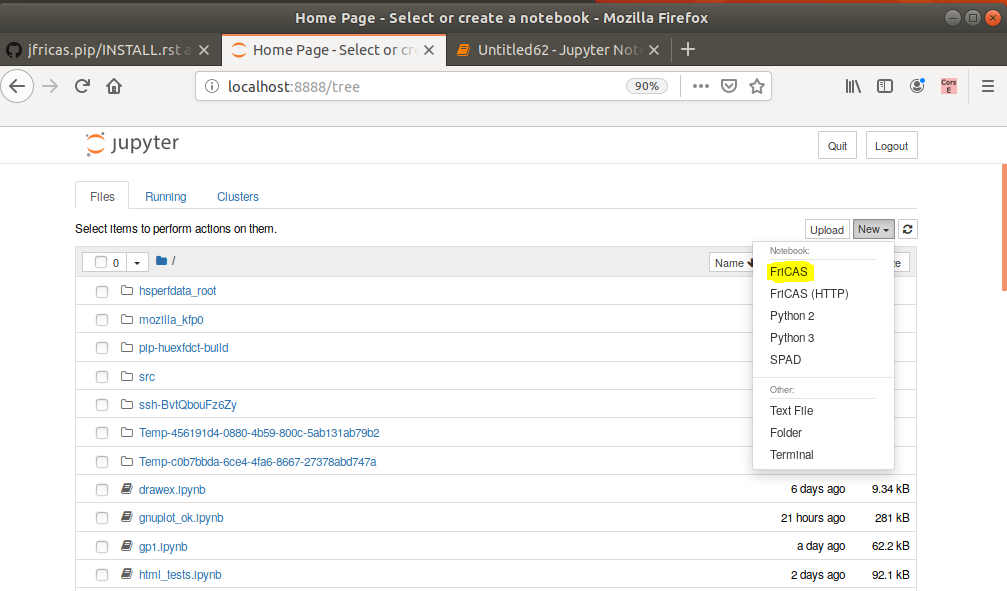 Home Page - Select or create a notebook - Mozilla Firefox
jfricas.pip/INSTALL.rst a
Home Page - Select or cr
Untitled62 - Jupyter Not
localhost:8888/tree
90%
Cors
E
jupyter
Quit
Logout
Files
Running
Clusters
Select items to perform actions on them.
Upload
New
0
/
Name
ze
Notebook:
FriCAS
FriCAS (HTTP)
Python 2
Python 3
SPAD
Other:
Text File
Folder
Terminal
hsperfdata_root
mozilla_kfp0
pip-huexfdct-build
src
ssh-BvtQbouFz6Zy
Temp-456191d4-0880-4b59-800c-5ab131ab79b2
Temp-c0b7bbda-6ce4-4fa6-8667-27378abd747a
drawex.ipynb 6 days ago 9.34 kB
gnuplot_ok.ipynb 21 hours ago 281 kB
gp1.ipynb a day ago 62.2 kB
html_tests.ipynb 2 days ago 92.1 kB